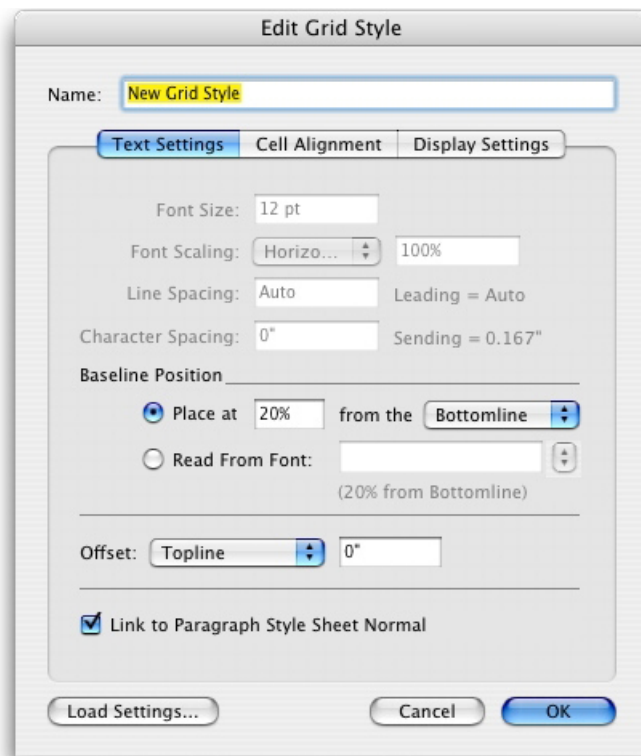 Edit Grid Style
Name: New Grid Style
Text Settings Cell Alignment Display Settings
Font Size: 12 pt
Font Scaling: Horizo... 100%
Line Spacing: Auto Leading = Auto
Character Spacing: 0" Sending = 0.167"
Baseline Position
Place at 20% from the Bottomline
Read From Font:
(20% from Bottomline)
Offset: Topline 0"
Link to Paragraph Style Sheet Normal
Load Settings... Cancel OK